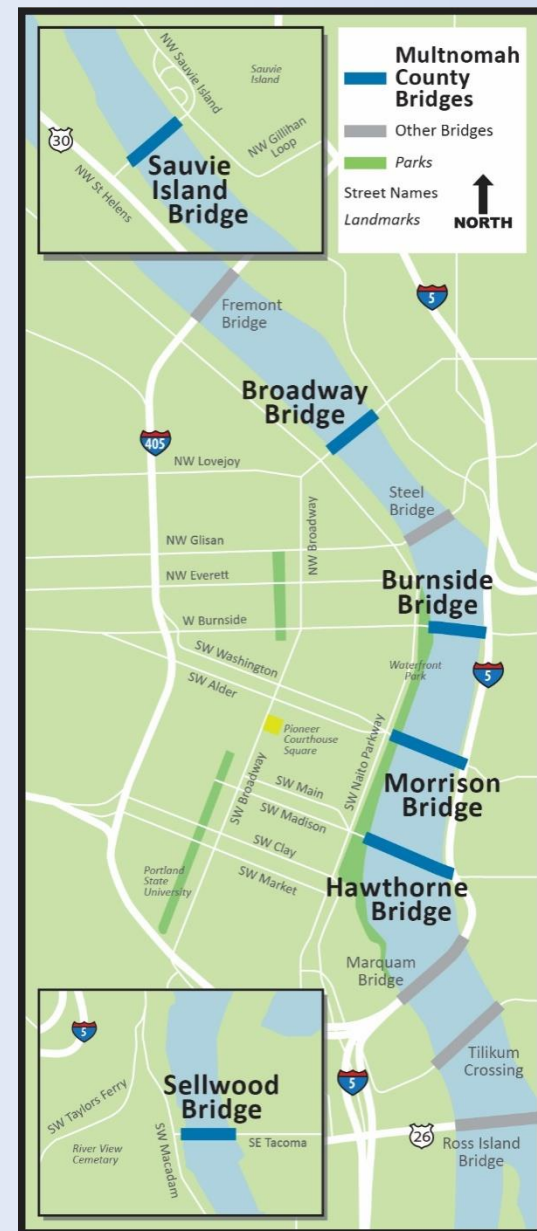 NW Sauvie Island
Sauvie
Island
30
NW St Helens
NW Gillihan
Loop
Sauvie
Island
Bridge
Multnomah
County
Bridges
Other Bridges
Parks
Street Names
Landmarks
NORTH
Fremont
Bridge
5
Broadway
Bridge
405
NW Lovejoy
NW Broadway
Steel
Bridge
NW Glisan
NW Everett
Burnside
Bridge
W Burnside
SW Washington
SW Alder
Waterfront
Park
5
Pioneer
Courthouse
Square
SW Naito Parkway
Morrison
Bridge
SW Broadway
SW Main
SW Madison
SW Clay
SW Market
Portland
State
University
Hawthorne
Bridge
Marquam
Bridge
Tilikum
Crossing
5
26
Ross Island
Bridge
5
SW Taylors Ferry
River View
Cemetary
SW Macadam
Sellwood
Bridge
SE Tacoma